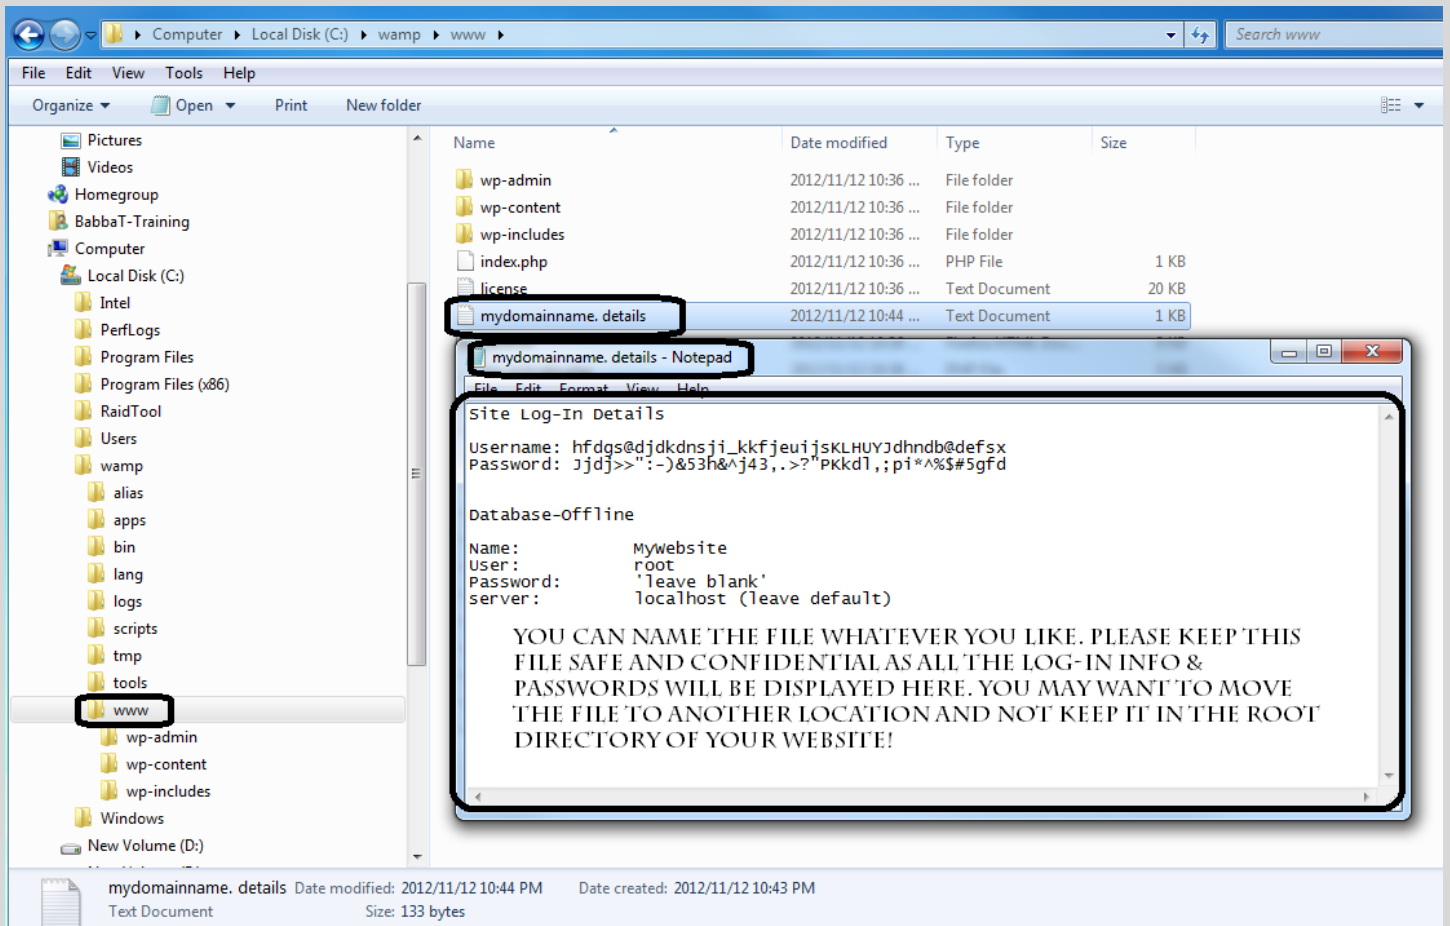 Computer Local Disk (C:) wamp www
Search www
File Edit View Tools Help
Organize Open Print New folder
Pictures
Videos
Homegroup
BabbaT-Training
Computer
Local Disk (C:)
Intel
PerfLogs
Program Files
Program Files (x86)
RaidTool
Users
wamp
alias
apps
bin
lang
logs
scripts
tmp
tools
www
wp-admin
wp-content
wp-includes
Windows
New Volume (D:)
Name Date modified Type Size
wp-admin 2012/11/12 10:36 ... File folder
wp-content 2012/11/12 10:36 ... File folder
wp-includes 2012/11/12 10:36 ... File folder
index.php 2012/11/12 10:36 ... PHP File 1 KB
license 2012/11/12 10:36 ... Text Document 20 KB
mydomainname. details 2012/11/12 10:44 ... Text Document 1 KB
mydomainname. details - Notepad
File Edit Format View Help
Site Log-In Details
Username: hfdgs@djdkdnsji_kkfjeuijsKLHUYJdhndb@defsx
Password: Jjdj>>":-)&53h&^j43,.>?"PKkdl,;pi*^%$#5gfd
Database-Offline
Name: MyWebsite
User: root
Password: 'leave blank'
server: localhost (leave default)
YOU CAN NAME THE FILE WHATEVER YOU LIKE. PLEASE KEEP THIS
FILE SAFE AND CONFIDENTIAL AS ALL THE LOG-IN INFO &
PASSWORDS WILL BE DISPLAYED HERE. YOU MAY WANT TO MOVE
THE FILE TO ANOTHER LOCATION AND NOT KEEP IT IN THE ROOT
DIRECTORY OF YOUR WEBSITE!
mydomainname. details Date modified: 2012/11/12 10:44 PM Date created: 2012/11/12 10:43 PM
Text Document Size: 133 bytes